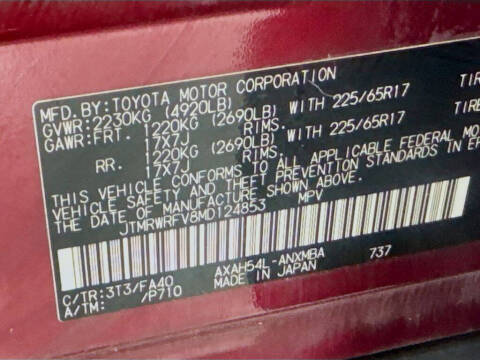 MFD.BY:TOYOTA MOTOR CORPORATION
GVWR:2230KG (4920LB)
GAWR:FRT. 1220KG (2690LB) WITH 225/65R17 TIR
17X7J RIMS.
RR. 1220KG (2690LB) WITH 225/65R17 TIRE
17X7J RIMS.
THIS VEHICLE CONFORMS TO ALL APPLICABLE FEDERAL MO
VEHICLE SAFETY AND THEFT PREVENTION STANDARDS IN EF
THE DATE OF MANUFACTURE SHOWN ABOVE.
JTMRWRFV8MD124853 MPV
C/TR:3T3/FA40 AXAH54L-ANXMBA 737
A/TM: /P710 MADE IN JAPAN